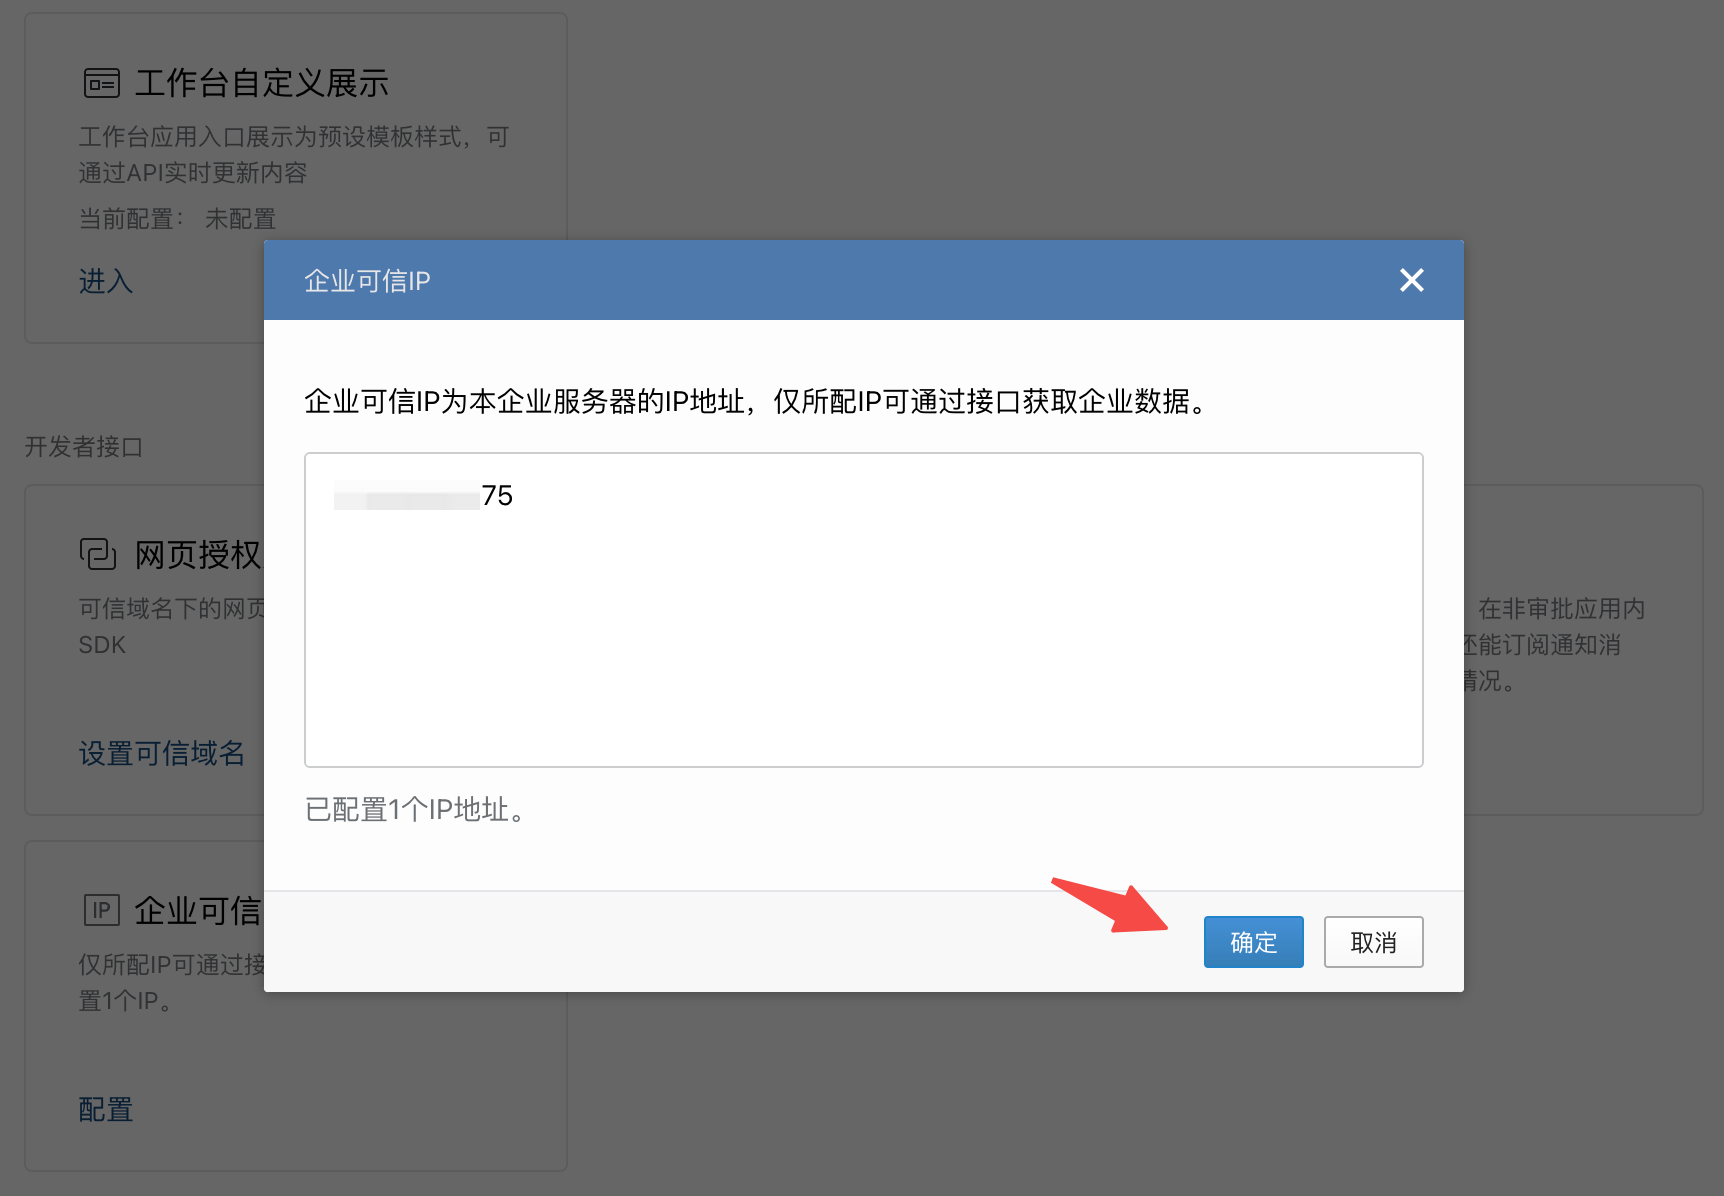 工作台自定义展示
工作台应用入口展示为预设模板样式，可
通过API实时更新内容
当前配置： 未配置
进入
企业可信IP
企业可信IP为本企业服务器的IP地址，仅所配IP可通过接口获取企业数据。
75
已配置1个IP地址。
确定
取消
开发者接口
网页授权
可信域名下的网页
SDK
设置可信域名
在非审批应用内
还能订阅通知消
情况。
IP
企业可信
仅所配IP可通过接
置1个IP。
配置